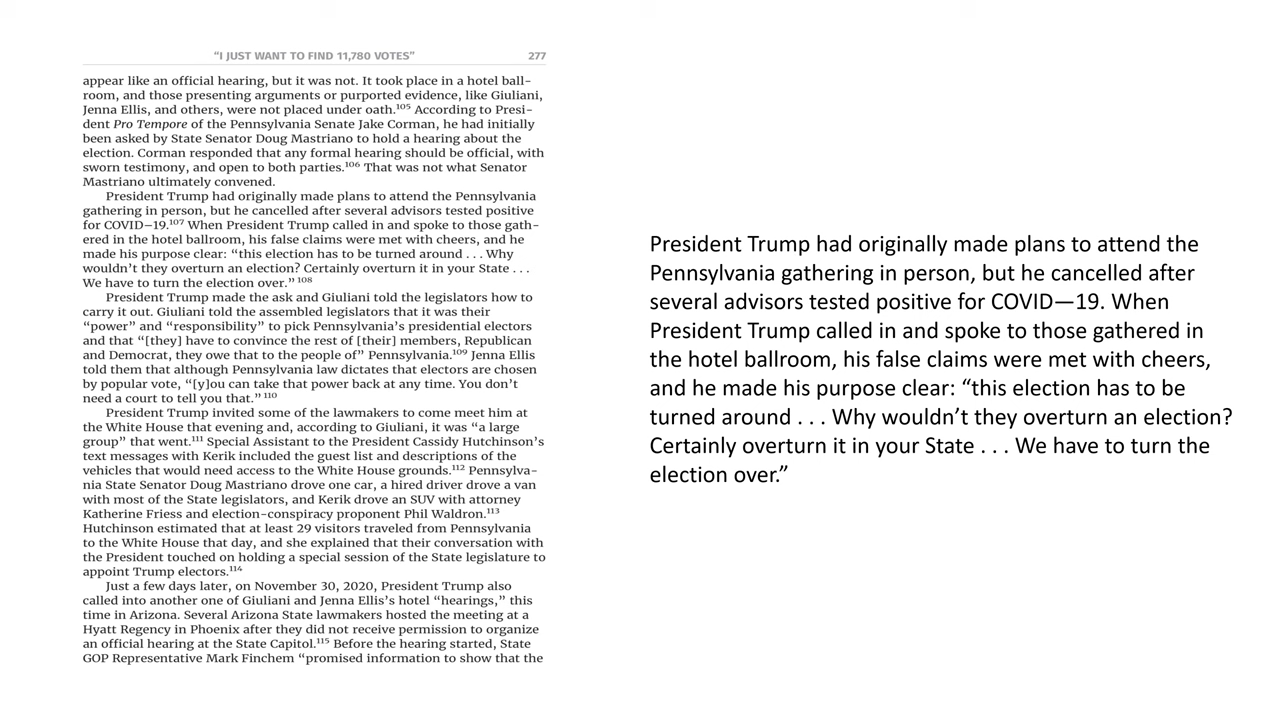 “I JUST WANT TO FIND 11,780 VOTES” 277
appear like an official hearing, but it was not. It took place in a hotel ball-
room, and those presenting arguments or purported evidence, like Giuliani,
Jenna Ellis, and others, were not placed under oath.¹⁰⁵ According to Presi-
dent Pro Tempore of the Pennsylvania Senate Jake Corman, he had initially
been asked by State Senator Doug Mastriano to hold a hearing about the
election. Corman responded that any formal hearing should be official, with
sworn testimony, and open to both parties.¹⁰⁶ That was not what Senator
Mastriano ultimately convened.
President Trump had originally made plans to attend the Pennsylvania
gathering in person, but he cancelled after several advisors tested positive
for COVID–19.¹⁰⁷ When President Trump called in and spoke to those gath-
ered in the hotel ballroom, his false claims were met with cheers, and he
made his purpose clear: “this election has to be turned around . . . Why
wouldn’t they overturn an election? Certainly overturn it in your State . . .
We have to turn the election over.” ¹⁰⁸
President Trump made the ask and Giuliani told the legislators how to
carry it out. Giuliani told the assembled legislators that it was their
“power” and “responsibility” to pick Pennsylvania’s presidential electors
and that “[they] have to convince the rest of [their] members, Republican
and Democrat, they owe that to the people of” Pennsylvania.¹⁰⁹ Jenna Ellis
told them that although Pennsylvania law dictates that electors are chosen
by popular vote, “[y]ou can take that power back at any time. You don’t
need a court to tell you that.” ¹¹⁰
President Trump invited some of the lawmakers to come meet him at
the White House that evening and, according to Giuliani, it was “a large
group” that went.¹¹¹ Special Assistant to the President Cassidy Hutchinson’s
text messages with Kerik included the guest list and descriptions of the
vehicles that would need access to the White House grounds.¹¹² Pennsylva-
nia State Senator Doug Mastriano drove one car, a hired driver drove a van
with most of the State legislators, and Kerik drove an SUV with attorney
Katherine Friess and election-conspiracy proponent Phil Waldron.¹¹³
Hutchinson estimated that at least 29 visitors traveled from Pennsylvania
to the White House that day, and she explained that their conversation with
the President touched on holding a special session of the State legislature to
appoint Trump electors.¹¹⁴
Just a few days later, on November 30, 2020, President Trump also
called into another one of Giuliani and Jenna Ellis’s hotel “hearings,” this
time in Arizona. Several Arizona State lawmakers hosted the meeting at a
Hyatt Regency in Phoenix after they did not receive permission to organize
an official hearing at the State Capitol.¹¹⁵ Before the hearing started, State
GOP Representative Mark Finchem “promised information to show that the
President Trump had originally made plans to attend the
Pennsylvania gathering in person, but he cancelled after
several advisors tested positive for COVID—19. When
President Trump called in and spoke to those gathered in
the hotel ballroom, his false claims were met with cheers,
and he made his purpose clear: “this election has to be
turned around . . . Why wouldn’t they overturn an election?
Certainly overturn it in your State . . . We have to turn the
election over.”